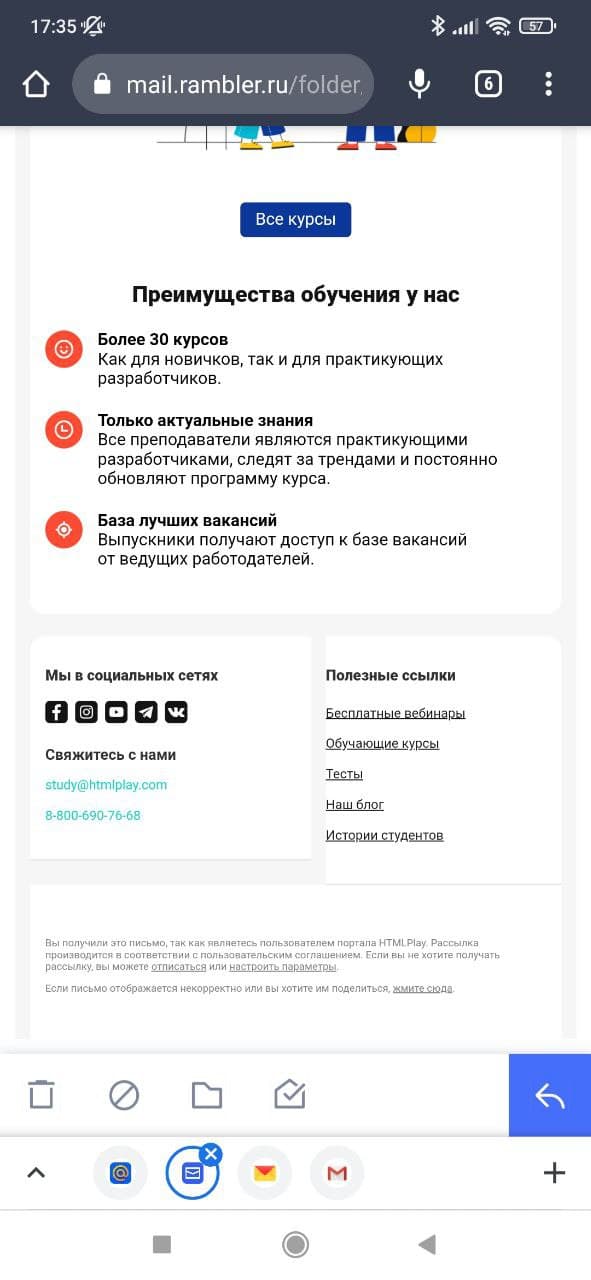 17:35
57
mail.rambler.ru/folder
6
Все курсы
Преимущества обучения у нас
Более 30 курсов
Как для новичков, так и для практикующих
разработчиков.
Только актуальные знания
Все преподаватели являются практикующими
разработчиками, следят за трендами и постоянно
обновляют программу курса.
База лучших вакансий
Выпускники получают доступ к базе вакансий
от ведущих работодателей.
Мы в социальных сетях
Свяжитесь с нами
study@htmlplay.com
8-800-690-76-68
Полезные ссылки
Бесплатные вебинары
Обучающие курсы
Тесты
Наш блог
Истории студентов
Вы получили это письмо, так как являетесь пользователем портала HTMLPlay. Рассылка
производится в соответствии с пользовательским соглашением. Если вы не хотите получать
рассылку, вы можете отписаться или настроить параметры.
Если письмо отображается некорректно или вы хотите им поделиться, жмите сюда.